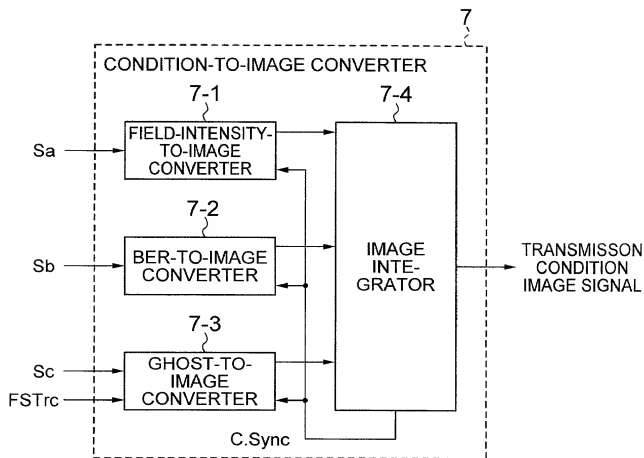 7
CONDITION-TO-IMAGE CONVERTER
7-1
7-4
FIELD-INTENSITY-
TO-IMAGE
CONVERTER
Sa
7-2
BER-TO-IMAGE
CONVERTER
Sb
IMAGE
INTE-
GRATOR
TRANSMISSON
CONDITION
IMAGE SIGNAL
7-3
GHOST-TO-
IMAGE
CONVERTER
Sc
FSTrc
C.Sync